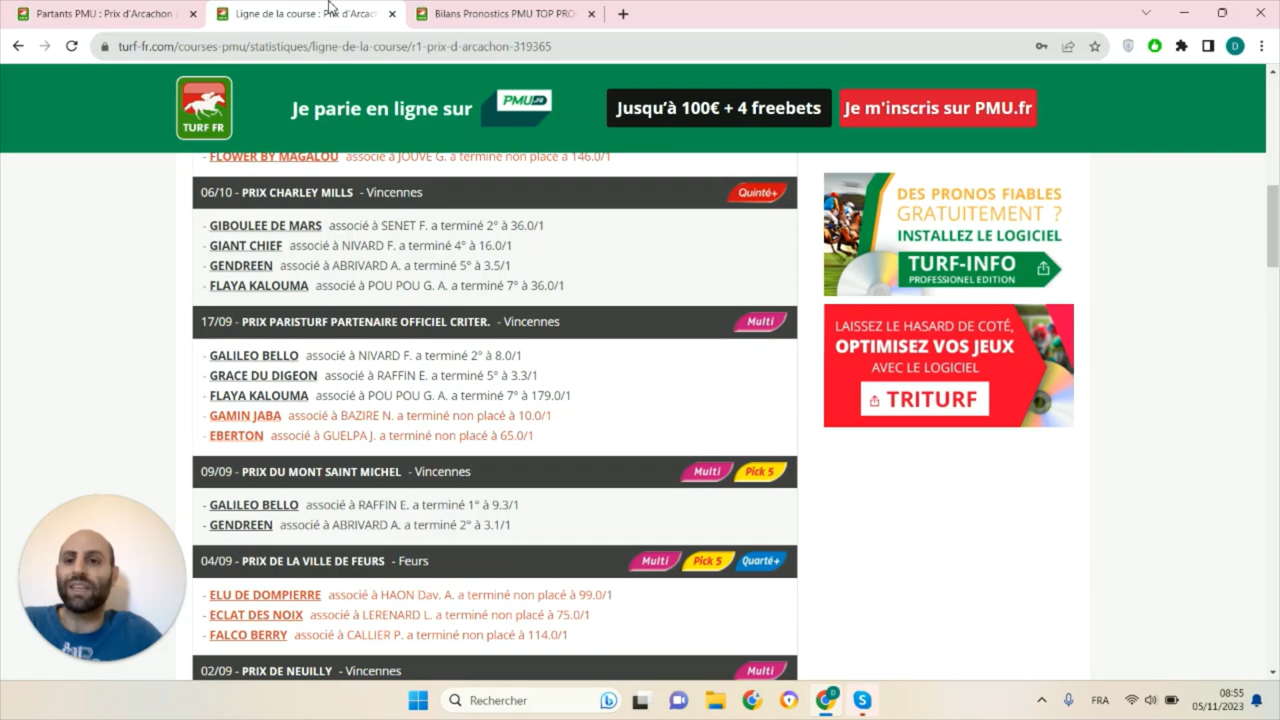 Partants PMU : Prix d'Arcachon
Ligne de la course : Prix d'Arcac
Bilans Pronostics PMU TOP PRO
turf-fr.com/courses-pmu/statistiques/ligne-de-la-course/r1-prix-d-arcachon-319365
D
TURF FR
Je parie en ligne sur
PMU.fr
Jusqu'à 100€ + 4 freebets
Je m'inscris sur PMU.fr
- FLOWER BY MAGALOU associé à JOUVE G. a terminé non placé à 146.0/1
06/10 - PRIX CHARLEY MILLS - Vincennes
Quinté+
- GIBOULEE DE MARS associé à SENET F. a terminé 2° à 36.0/1
- GIANT CHIEF associé à NIVARD F. a terminé 4° à 16.0/1
- GENDREEN associé à ABRIVARD A. a terminé 5° à 3.5/1
- FLAYA KALOUMA associé à POU POU G. A. a terminé 7° à 36.0/1
17/09 - PRIX PARISTURF PARTENAIRE OFFICIEL CRITER. - Vincennes
Multi
- GALILEO BELLO associé à NIVARD F. a terminé 2° à 8.0/1
- GRACE DU DIGEON associé à RAFFIN E. a terminé 5° à 3.3/1
- FLAYA KALOUMA associé à POU POU G. A. a terminé 7° à 179.0/1
- GAMIN JABA associé à BAZIRE N. a terminé non placé à 10.0/1
- EBERTON associé à GUELPA J. a terminé non placé à 65.0/1
09/09 - PRIX DU MONT SAINT MICHEL - Vincennes
Multi Pick 5
- GALILEO BELLO associé à RAFFIN E. a terminé 1° à 9.3/1
- GENDREEN associé à ABRIVARD A. a terminé 2° à 3.1/1
04/09 - PRIX DE LA VILLE DE FEURS - Feurs
Multi Pick 5 Quarté+
- ELU DE DOMPIERRE associé à HAON Dav. A. a terminé non placé à 99.0/1
- ECLAT DES NOIX associé à LERENARD L. a terminé non placé à 75.0/1
- FALCO BERRY associé à CALLIER P. a terminé non placé à 114.0/1
02/09 - PRIX DE NEUILLY - Vincennes
Multi
DES PRONOS FIABLES
GRATUITEMENT ?
INSTALLEZ LE LOGICIEL
TURF-INFO
PROFESSIONEL EDITION
LAISSEZ LE HASARD DE COTÉ,
OPTIMISEZ VOS JEUX
AVEC LE LOGICIEL
TRITURF
Rechercher
FRA
08:55
05/11/2023